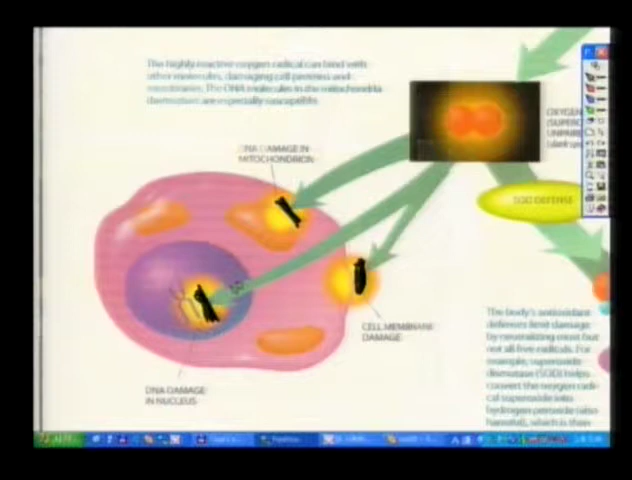 The highly reactive oxygen radical can bind with
other molecules, damaging cell proteins and
membranes. The DNA molecules in the mitochondria
themselves are especially susceptible.
DNA DAMAGE IN
MITOCHONDRION
OXYGEN
SOD DEFENSE
CELL MEMBRANE
DAMAGE
DNA DAMAGE
IN NUCLEUS
The body's antioxidant
defenses limit damage
by neutralizing most but
not all free radicals. For
example, superoxide
dismutase (SOD) helps
convert the oxygen radi-
cal superoxide into
hydrogen peroxide (also
harmful), which is then